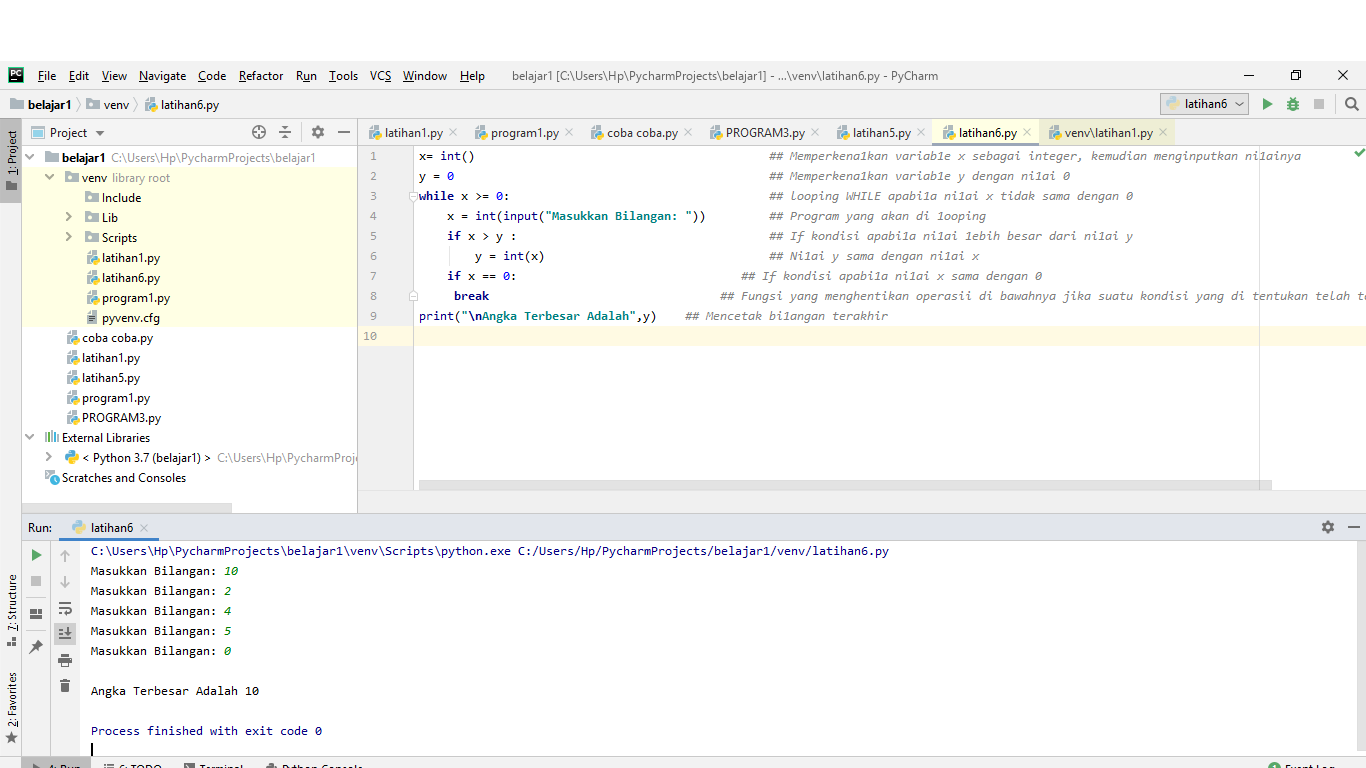 File Edit View Navigate Code Refactor Run Tools VCS Window Help belajar1 [C:\Users\Hp\PycharmProjects\belajar1] - ...\venv\latihan6.py - PyCharm
belajar1 venv latihan6.py latihan6
1: Project
Project
latihan1.py program1.py coba coba.py PROGRAM3.py latihan5.py latihan6.py venv\latihan1.py
belajar1 C:\Users\Hp\PycharmProjects\belajar1
venv library root
Include
Lib
Scripts
latihan1.py
latihan6.py
program1.py
pyvenv.cfg
coba coba.py
latihan1.py
latihan5.py
program1.py
PROGRAM3.py
External Libraries
< Python 3.7 (belajar1) > C:\Users\Hp\PycharmProje
Scratches and Consoles
1 x= int() ## Memperkena1kan variab1e x sebagai integer, kemudian menginputkan ni1ainya
2 y = 0 ## Memperkena1kan variab1e y dengan ni1ai 0
3 while x >= 0: ## looping WHILE apabi1a ni1ai x tidak sama dengan 0
4 x = int(input("Masukkan Bilangan: ")) ## Program yang akan di 1ooping
5 if x > y : ## If kondisi apabi1a ni1ai 1ebih besar dari ni1ai y
6 y = int(x) ## Ni1ai y sama dengan ni1ai x
7 if x == 0: ## If kondisi apabi1a ni1ai x sama dengan 0
8 break ## Fungsi yang menghentikan operasii di bawahnya jika suatu kondisi yang di tentukan telah t
9 print("\nAngka Terbesar Adalah",y) ## Mencetak bi1angan terakhir
10
Run: latihan6
C:\Users\Hp\PycharmProjects\belajar1\venv\Scripts\python.exe C:/Users/Hp/PycharmProjects/belajar1/venv/latihan6.py
Masukkan Bilangan: 10
Masukkan Bilangan: 2
Masukkan Bilangan: 4
Masukkan Bilangan: 5
Masukkan Bilangan: 0
Angka Terbesar Adalah 10
Process finished with exit code 0
7: Structure
2: Favorites
4: Run 6: TODO Terminal Python Console Event Log